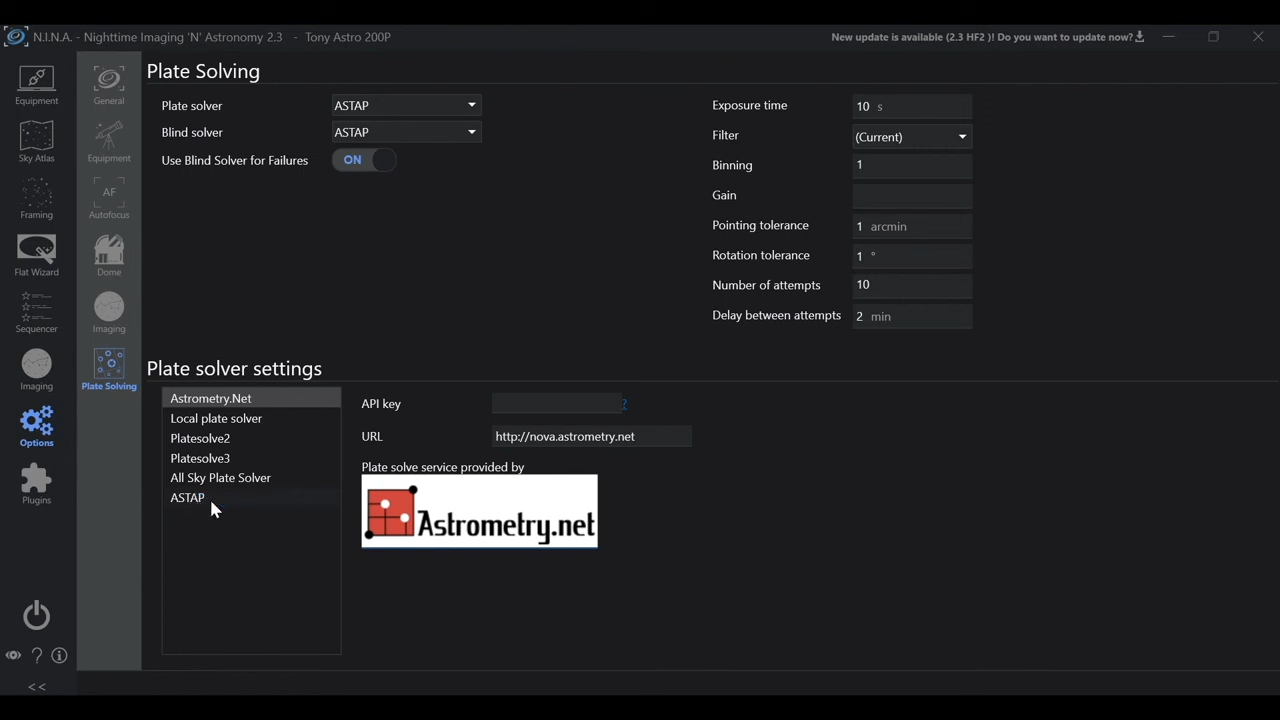 N.I.N.A. - Nighttime Imaging 'N' Astronomy 2.3 - Tony Astro 200P
New update is available (2.3 HF2 )! Do you want to update now?
Equipment
Sky Atlas
Framing
Flat Wizard
Sequencer
Imaging
Options
Plugins
?
<<
General
Equipment
AF
Autofocus
Dome
Imaging
Plate Solving
Plate Solving
Plate solver ASTAP
Blind solver ASTAP
Use Blind Solver for Failures ON
Exposure time 10 s
Filter (Current)
Binning 1
Gain
Pointing tolerance 1 arcmin
Rotation tolerance 1 °
Number of attempts 10
Delay between attempts 2 min
Plate solver settings
Astrometry.Net
Local plate solver
Platesolve2
Platesolve3
All Sky Plate Solver
ASTAP
API key ?
URL http://nova.astrometry.net
Plate solve service provided by
Astrometry.net